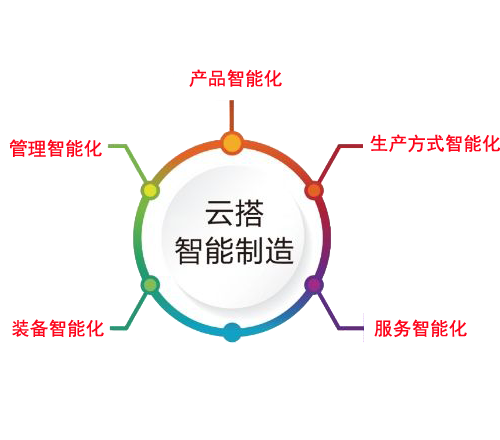 产品智能化
管理智能化
生产方式智能化
云搭
智能制造
装备智能化
服务智能化